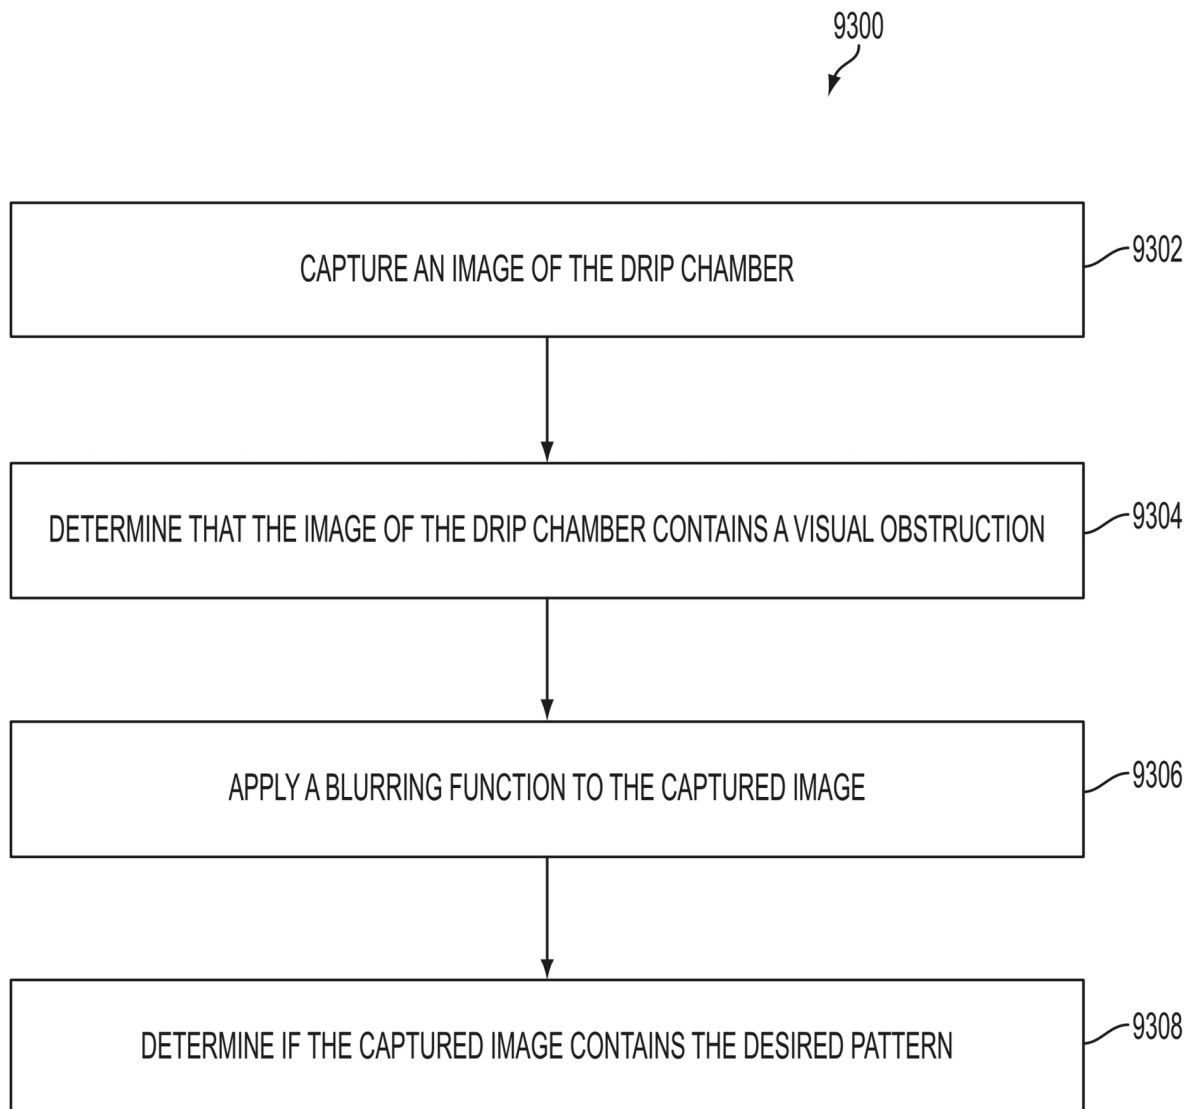 9300
CAPTURE AN IMAGE OF THE DRIP CHAMBER
9302
DETERMINE THAT THE IMAGE OF THE DRIP CHAMBER CONTAINS A VISUAL OBSTRUCTION
9304
APPLY A BLURRING FUNCTION TO THE CAPTURED IMAGE
9306
DETERMINE IF THE CAPTURED IMAGE CONTAINS THE DESIRED PATTERN
9308